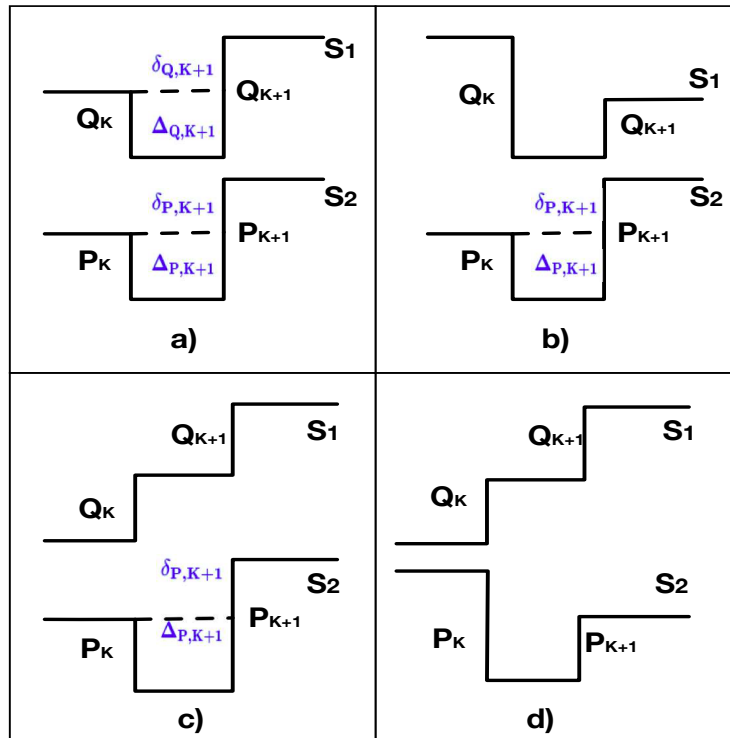 S1
δQ,K+1
QK
QK+1
ΔQ,K+1
S2
δP,K+1
PK
PK+1
ΔP,K+1
a)
QK
S1
QK+1
S2
δP,K+1
PK
PK+1
ΔP,K+1
b)
QK+1
S1
QK
δP,K+1
S2
PK
ΔP,K+1
PK+1
c)
QK+1
S1
QK
S2
PK
PK+1
d)